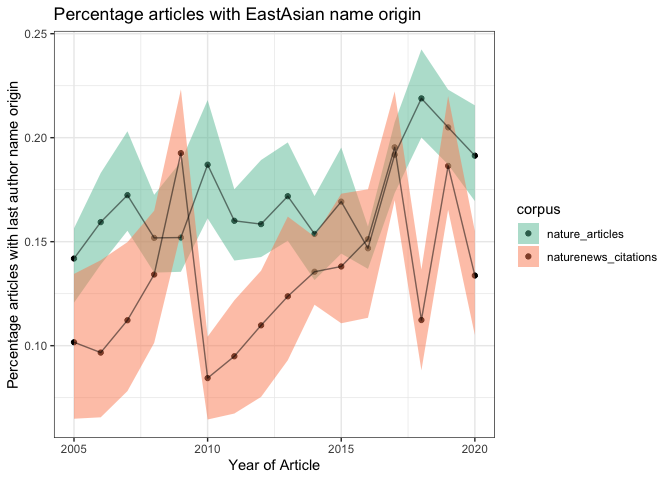 Percentage articles with EastAsian name origin
Percentage articles with last author name origin
0.25
0.20
0.15
0.10
2005
2010
2015
2020
Year of Article
corpus
nature_articles
naturenews_citations